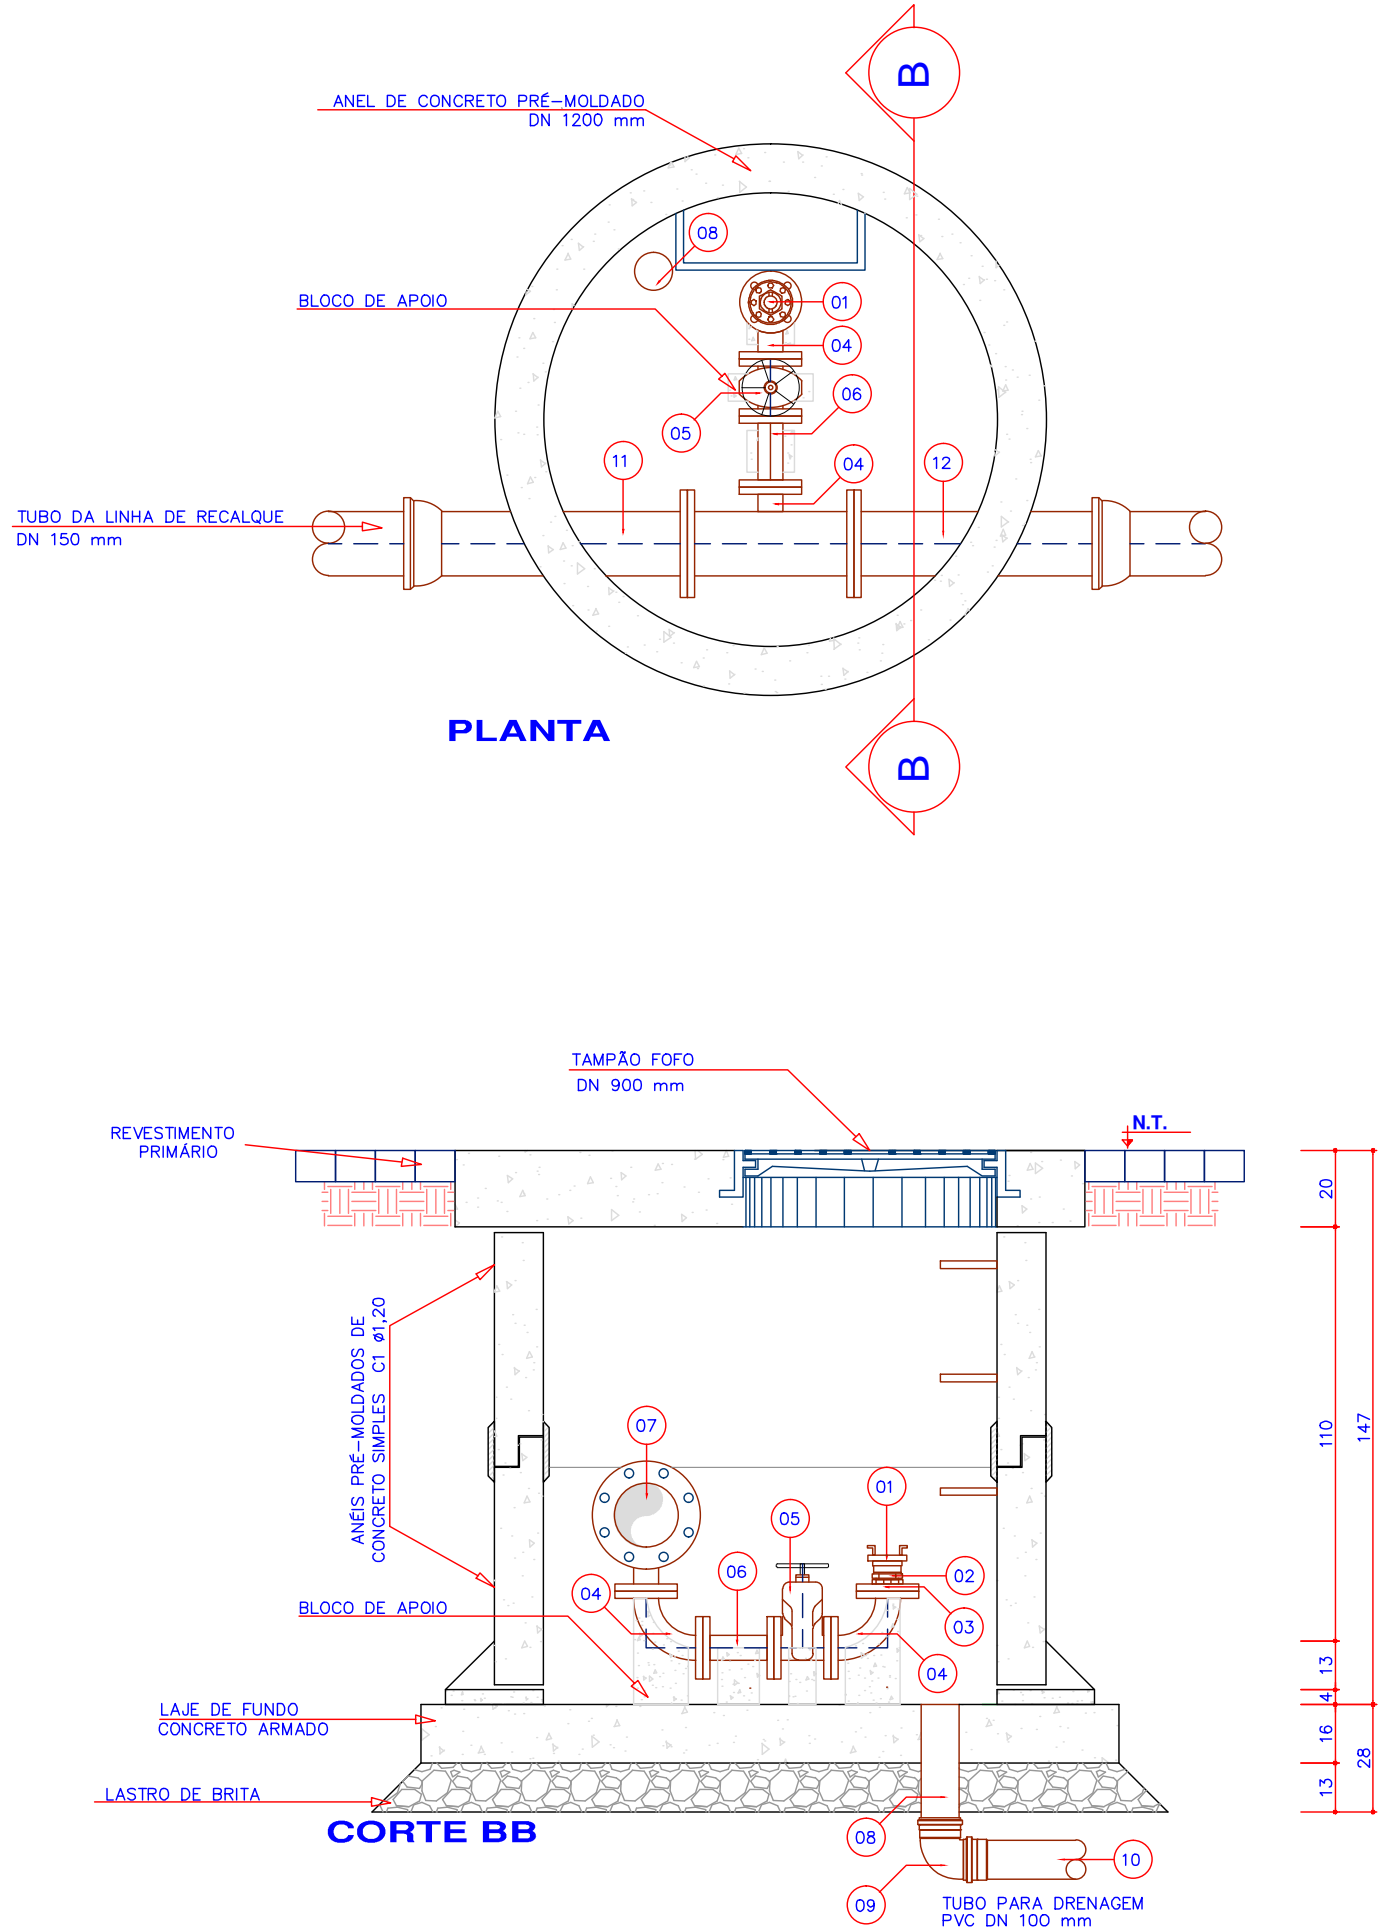 B
ANEL DE CONCRETO PRÉ-MOLDADO
DN 1200 mm
08
BLOCO DE APOIO
01
04
06
05
11
04
12
TUBO DA LINHA DE RECALQUE
DN 150 mm
PLANTA
B
TAMPÃO FOFO
DN 900 mm
REVESTIMENTO
PRIMÁRIO
N.T.
20
ANÉIS PRÉ-MOLDADOS DE
CONCRETO SIMPLES C1 ø1,20
110
147
07
01
05
06
02
04
BLOCO DE APOIO
03
04
13
4
LAJE DE FUNDO
CONCRETO ARMADO
16
28
LASTRO DE BRITA
13
CORTE BB
08
10
09
TUBO PARA DRENAGEM
PVC DN 100 mm